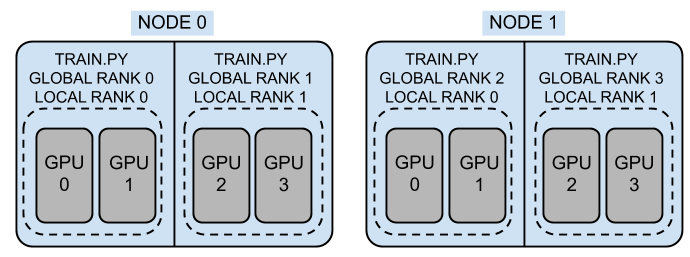 NODE 0
TRAIN.PY
GLOBAL RANK 0
LOCAL RANK 0
GPU
0
GPU
1
TRAIN.PY
GLOBAL RANK 1
LOCAL RANK 1
GPU
2
GPU
3
NODE 1
TRAIN.PY
GLOBAL RANK 2
LOCAL RANK 0
GPU
0
GPU
1
TRAIN.PY
GLOBAL RANK 3
LOCAL RANK 1
GPU
2
GPU
3